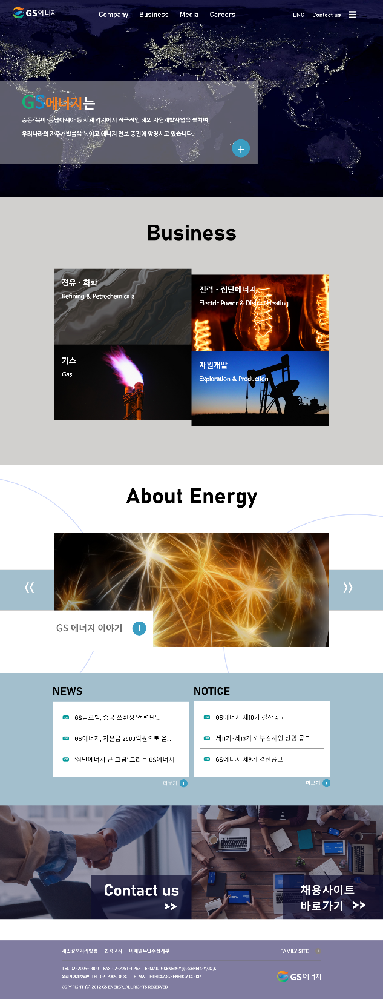 GS에너지
Company Business Media Careers
ENG Contact us
GS에너지는
중동·북미·동남아시아 등 세계 각지에서 적극적인 해외 자원개발사업을 펼치며
우리나라의 자주개발률을 높이고 에너지 안보 증진에 앞장서고 있습니다.
+
Business
정유 · 화학
Refining & Petrochemicals
전력 · 집단에너지
Electric Power & District Heating
가스
Gas
자원개발
Exploration & Production
About Energy
GS 에너지 이야기 +
NEWS
HOT GS글로벌, 중국 쓰촨성 '전력난'...
HOT GS에너지, 자본금 2500억원으로 을...
HOT '집단에너지 큰 그림' 그리는 GS에너지
더보기 +
NOTICE
HOT GS에너지 제10기 결산공고
HOT 제11기~제13기 외부감사인 선임 공고
HOT GS에너지 제9기 결산공고
더보기 +
Contact us
>>
채용사이트
바로가기 >>
개인정보처리방침 법적고지 이메일무단수집거부
FAMILY SITE +
TEL 02-2005-0800 FAX 02-2051-6262 E-MAIL GSENERGY@GSENERGY.CO.KR
윤리경영제보라인 TEL 02-2005-0980 E-MAIL ETHICS@GSENERGY.CO.KR
COPYRIGHT (C) 2012 GS ENERGY. ALL RIGHTS RESERVED
GS에너지